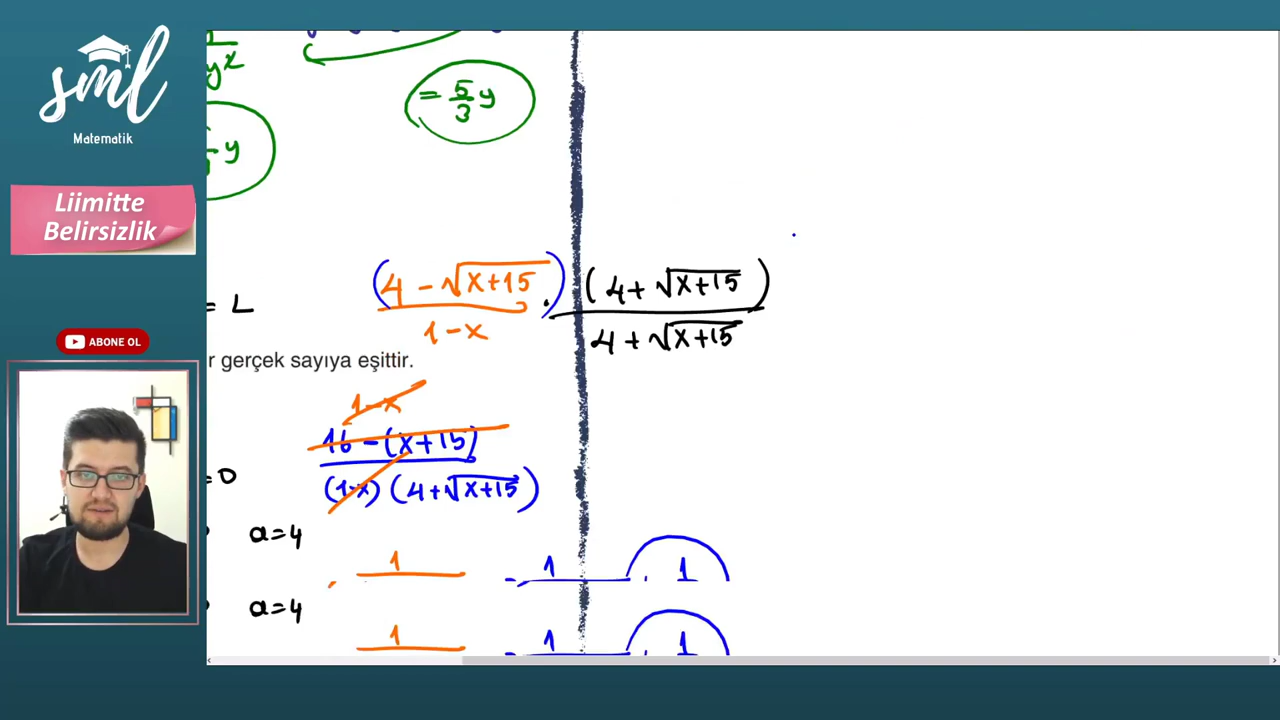 sml
Matematik
Liimitte
Belirsizlik
ABONE OL
y^x
y
= 5/3 y
= L
(4 - √(x+15)) / (1-x) · (4+√(x+15)) / (4+√(x+15))
r gerçek sayıya eşittir.
1-x
16 - (x+15)
(1-x) (4+√x+15)
=0
a=4
1
1
1
a=4
1
1
1